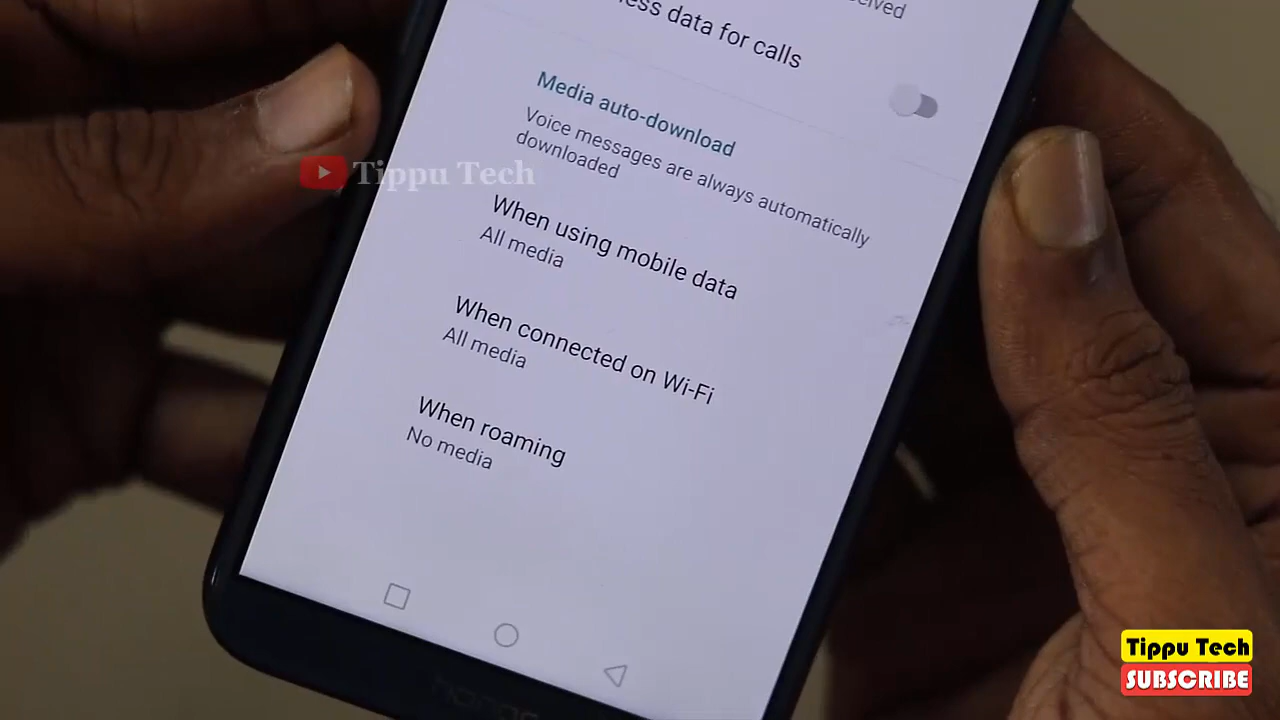 data for calls
Media auto-download
Voice messages are always automatically
downloaded
When using mobile data
All media
When connected on Wi-Fi
All media
When roaming
No media
Tippu Tech
Tippu Tech
SUBSCRIBE